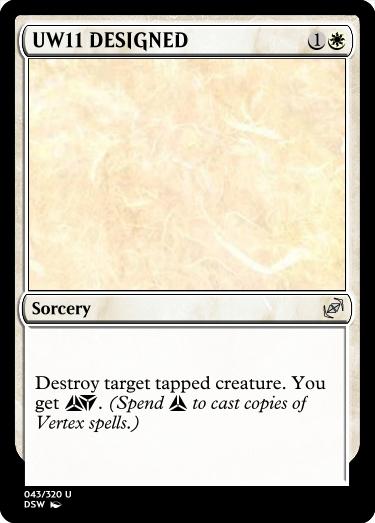 UW11 DESIGNED 1
Sorcery
Destroy target tapped creature. You
get . (Spend to cast copies of
Vertex spells.)
043/320 U
DSW